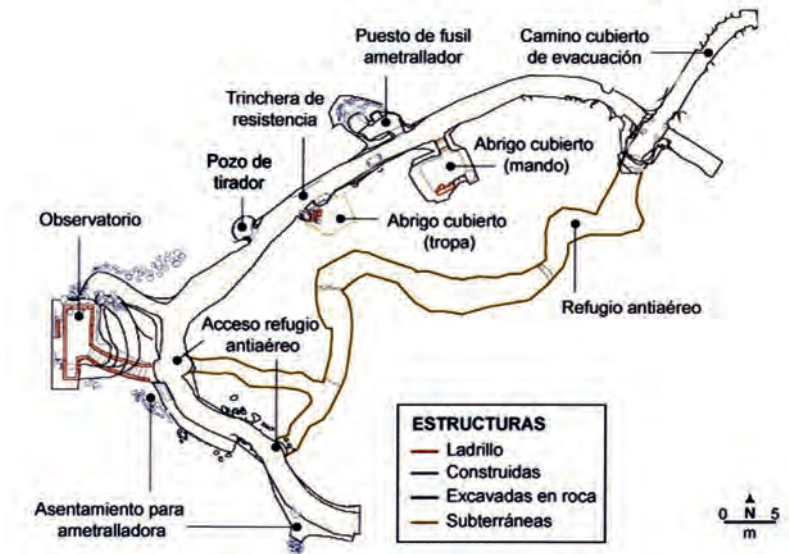 Camino cubierto
de evacuación
Puesto de fusil
ametrallador
Trinchera de
resistencia
Abrigo cubierto
(mando)
Pozo de
tirador
Observatorio
Abrigo cubierto
(tropa)
Refugio antiaéreo
Acceso refugio
antiaéreo
ESTRUCTURAS
Ladrillo
Construidas
Excavadas en roca
Subterráneas
Asentamiento para
ametralladora
0 N 5
m